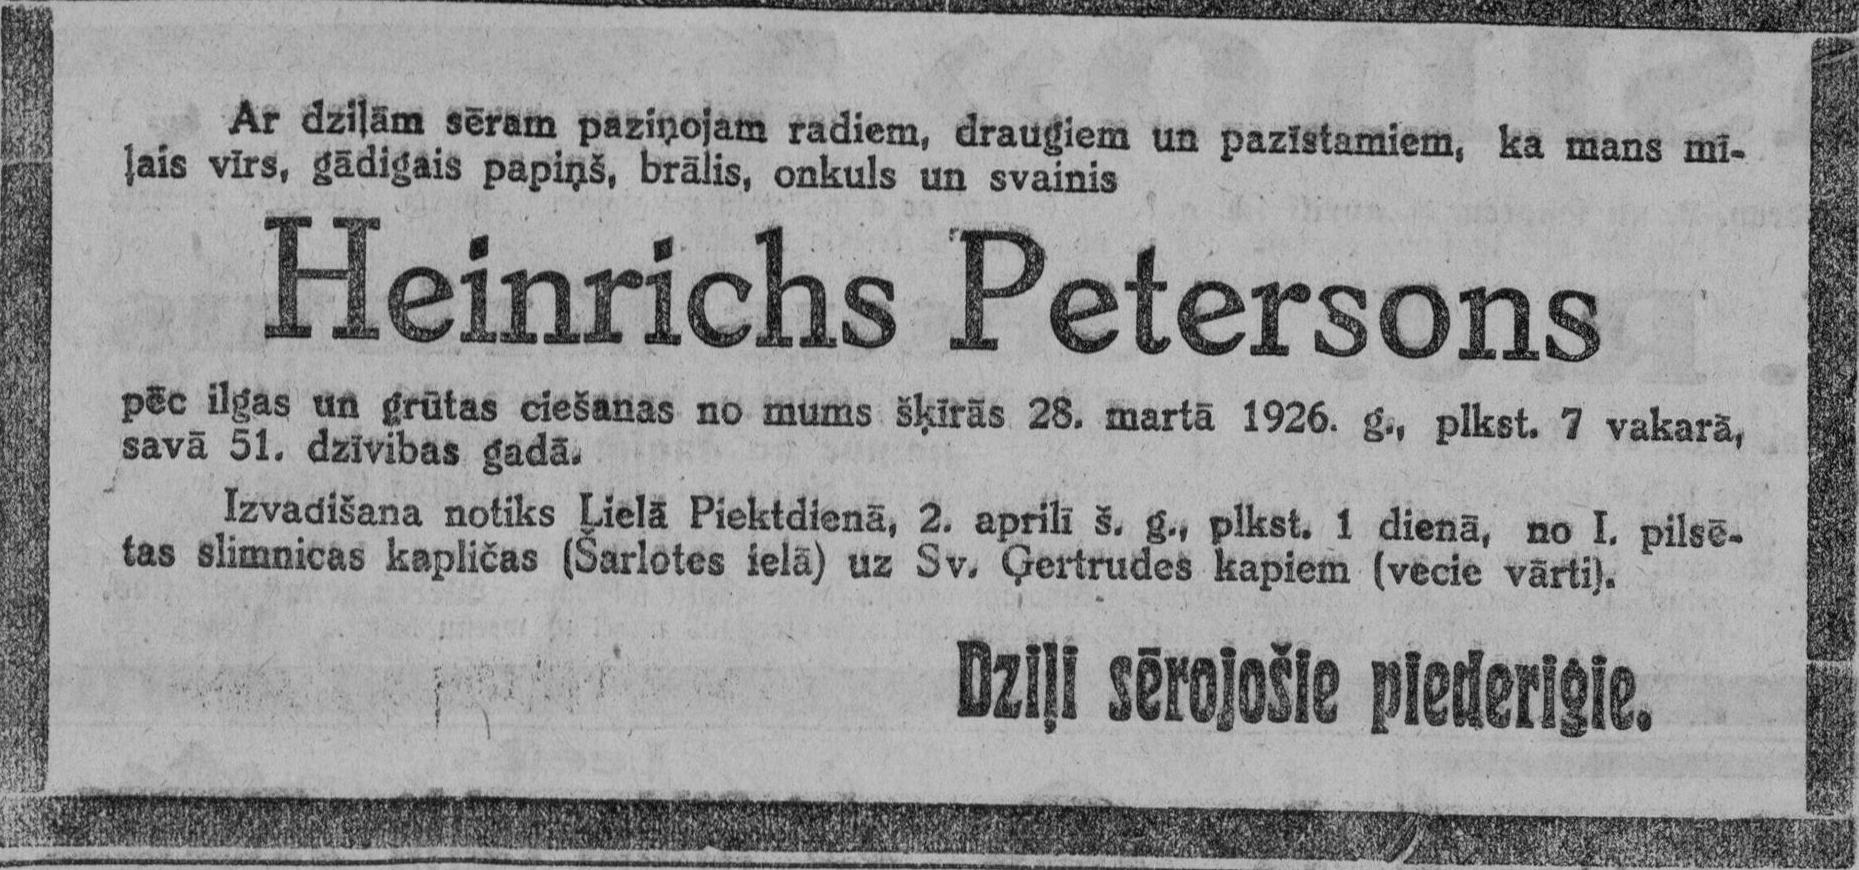 Ar dziļām sēram paziņojam radiem, draugiem un pazīstamiem, ka mans mī-
ļais vīrs, gādigais papiņš, brālis, onkuls un svainis
Heinrichs Petersons
pēc ilgas un grūtas ciešanas no mums šķīrās 28. martā 1926. g., plkst. 7 vakarā,
savā 51. dzīvibas gadā.
Izvadišana notiks Lielā Piektdienā, 2. aprilī š. g., plkst. 1 dienā, no I. pilsē-
tas slimnicas kapličas (Šarlotes ielā) uz Sv. Ģertrudes kapiem (vecie vārti).
Dziļi sērojošie piederiģie.